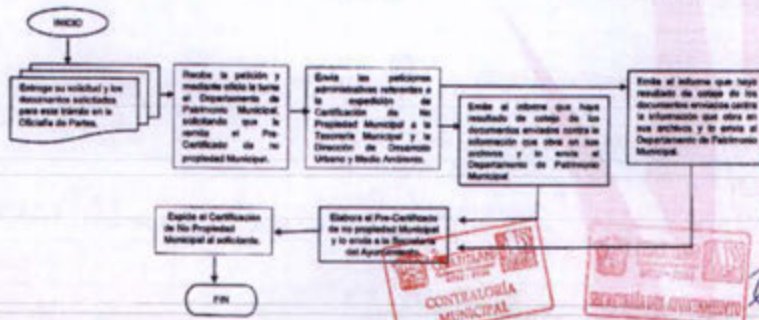 INICIO
Entrega su solicitud y los
documentos solicitados
para este trámite en la
Oficialía de Partes.
Recibe la petición y
mediante oficio la turna
al Departamento de
Patrimonio Municipal,
solicitando que le
remita el Pre-
Certificado de no
propiedad Municipal.
Envía las peticiones
administrativas referentes a
la expedición de
Certificación de No
Propiedad Municipal a la
Tesorería Municipal y la
Dirección de Desarrollo
Urbano y Medio Ambiente.
Emite el informe que haya
resultado de cotejo de los
documentos enviados contra
la información que obra en sus
archivos y lo envía al
Departamento de Patrimonio
Municipal
Emite el informe que haya
resultado de cotejo de los
documentos enviados contra
la información que obra en
sus archivos y lo envía al
Departamento de Patrimonio
Municipal.
Expide el Certificación
de No Propiedad
Municipal al solicitante.
Elabora el Pre-Certificado
de no propiedad Municipal
y lo envía a la Secretaría
del Ayuntamiento.
FIN
CONTRALORÍA
MUNICIPAL
SECRETARÍA DEL AYUNTAMIENTO